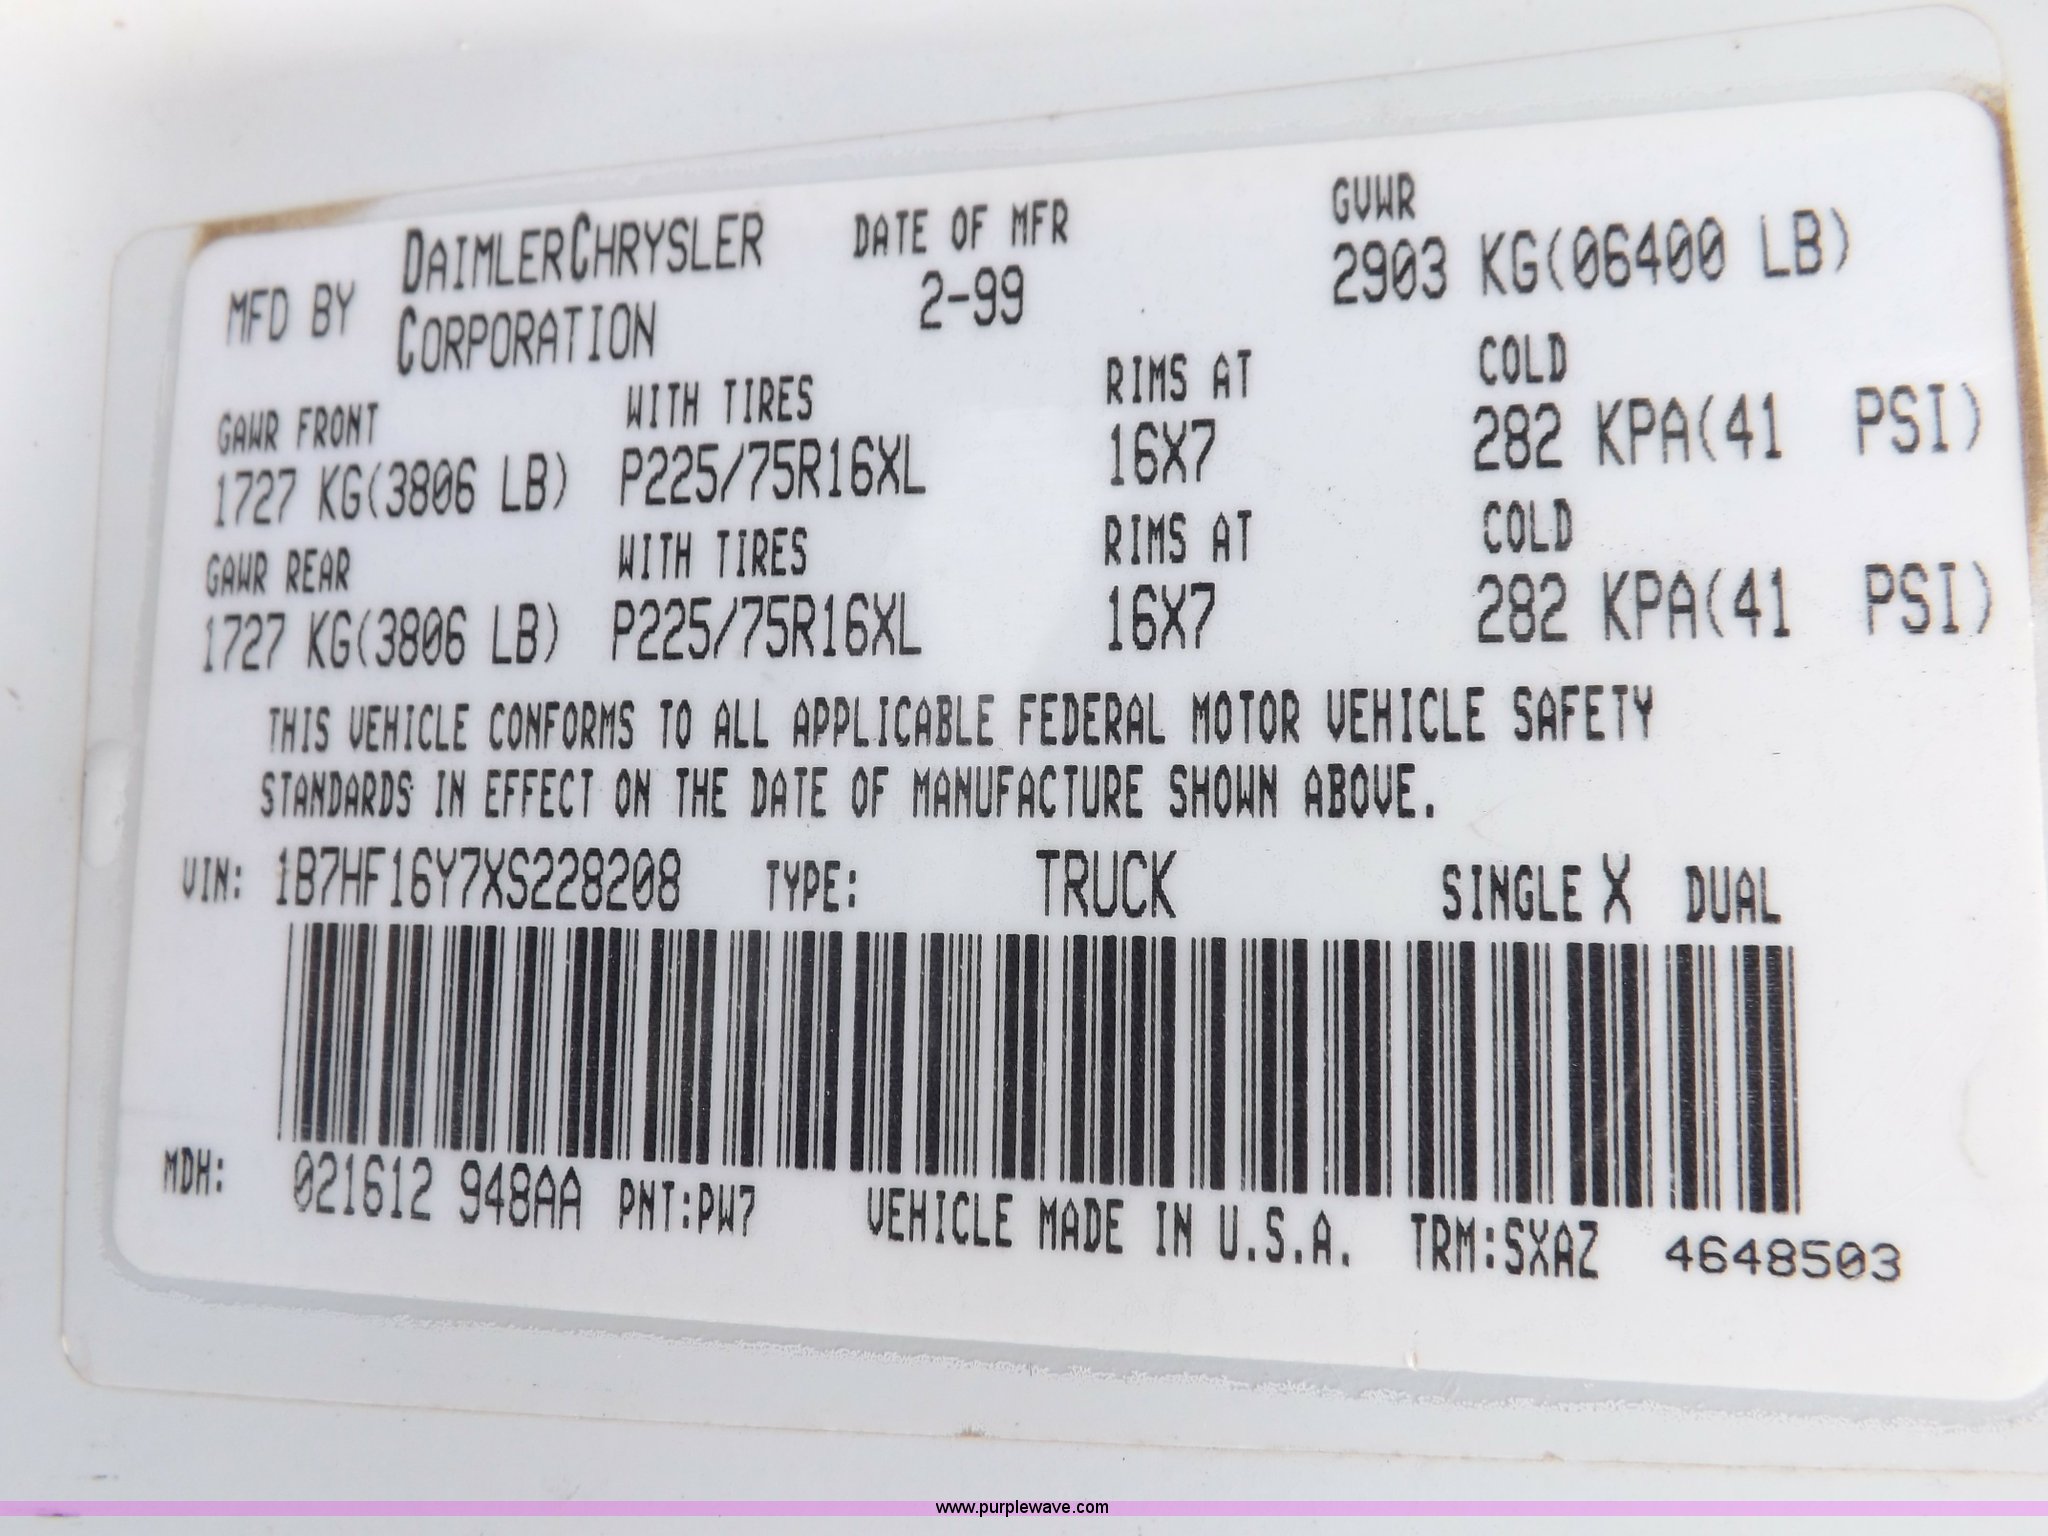 MFD BY DAIMLERCHRYSLER CORPORATION DATE OF MFR 2-99 GVWR 2903 KG(06400 LB)
GAWR FRONT WITH TIRES RIMS AT COLD
1727 KG(3806 LB) P225/75R16XL 16X7 282 KPA(41 PSI)
GAWR REAR WITH TIRES RIMS AT COLD
1727 KG(3806 LB) P225/75R16XL 16X7 282 KPA(41 PSI)
THIS VEHICLE CONFORMS TO ALL APPLICABLE FEDERAL MOTOR VEHICLE SAFETY
STANDARDS IN EFFECT ON THE DATE OF MANUFACTURE SHOWN ABOVE.
VIN: 1B7HF16Y7XS228208 TYPE: TRUCK SINGLE X DUAL
MDH: 021612 948AA PNT:PW7 VEHICLE MADE IN U.S.A. TRM:SXAZ 4648503
www.purplewave.com